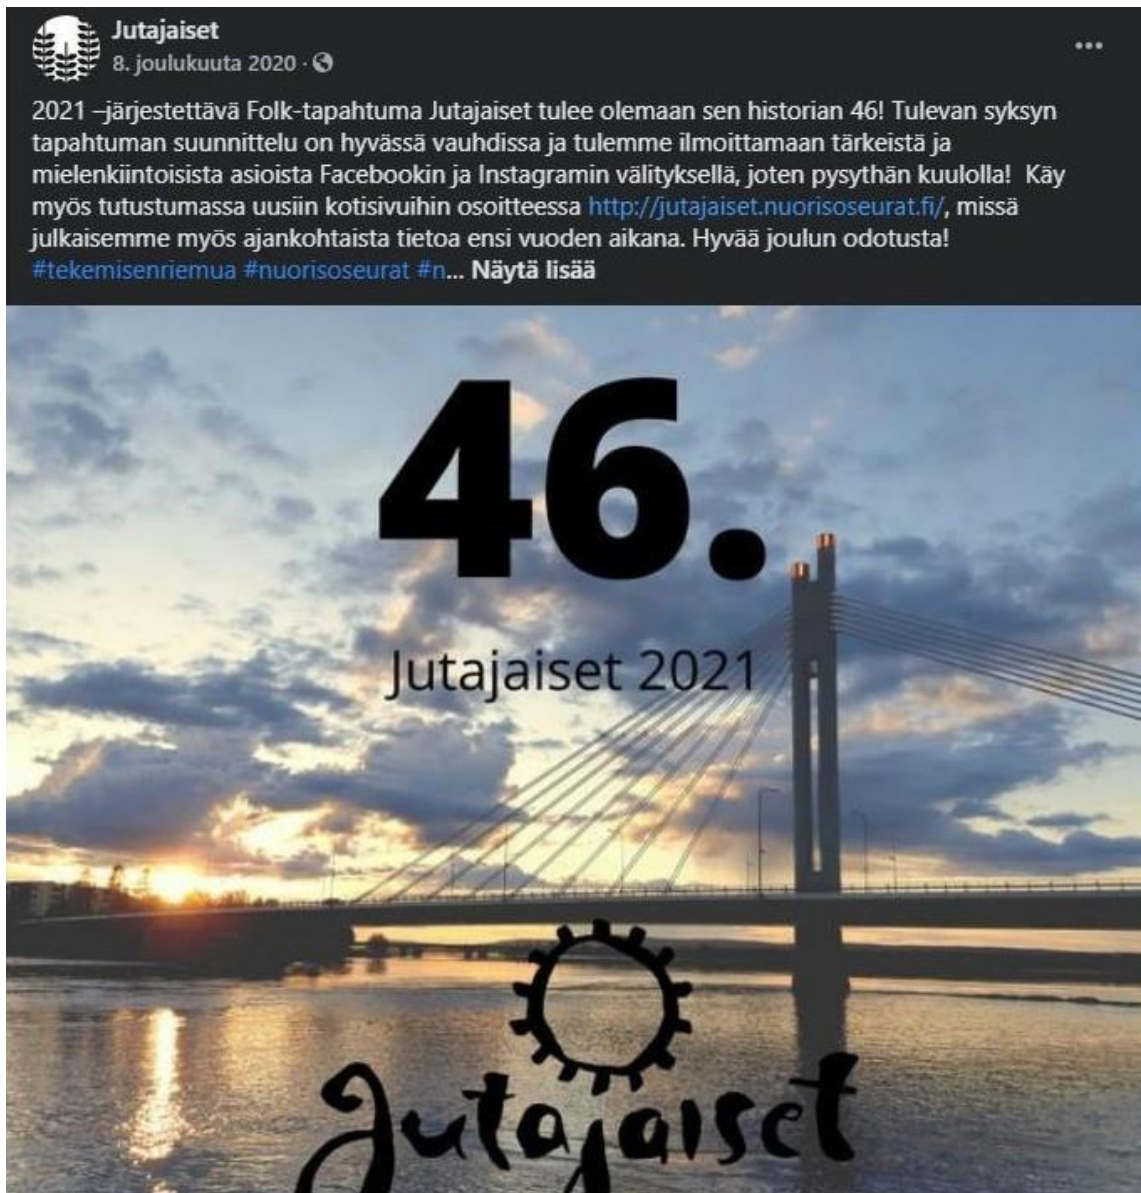 Jutajaiset
8. joulukuuta 2020 ·
2021 –järjestettävä Folk-tapahtuma Jutajaiset tulee olemaan sen historian 46! Tulevan syksyn
tapahtuman suunnittelu on hyvässä vauhdissa ja tulemme ilmoittamaan tärkeistä ja
mielenkiintoisista asioista Facebookin ja Instagramin välityksellä, joten pysythän kuulolla! Käy
myös tutustumassa uusiin kotisivuihin osoitteessa http://jutajaiset.nuorisoseurat.fi/, missä
julkaisemme myös ajankohtaista tietoa ensi vuoden aikana. Hyvää joulun odotusta!
#tekemisenriemua #nuorisoseurat #n... Näytä lisää
46.
Jutajaiset 2021
Jutajaiset